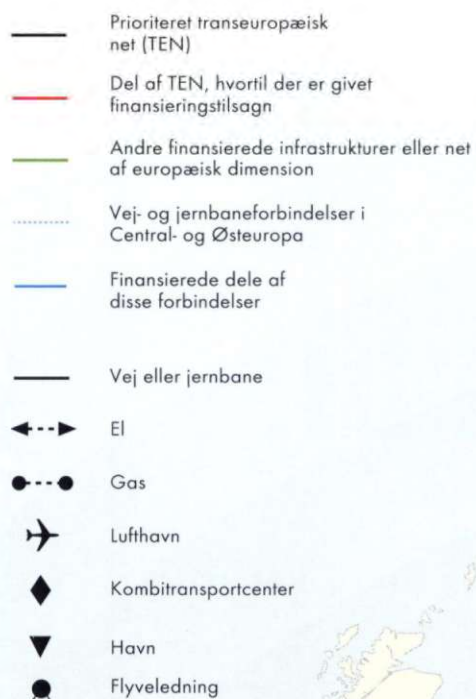 Prioriteret transeuropæisk
net (TEN)
Del af TEN, hvortil der er givet
finansieringstilsagn
Andre finansierede infrastrukturer eller net
af europæisk dimension
Vej- og jernbaneforbindelser i
Central- og Østeuropa
Finansierede dele af
disse forbindelser
Vej eller jernbane
El
Gas
Lufthavn
Kombitransportcenter
Havn
Flyveledning